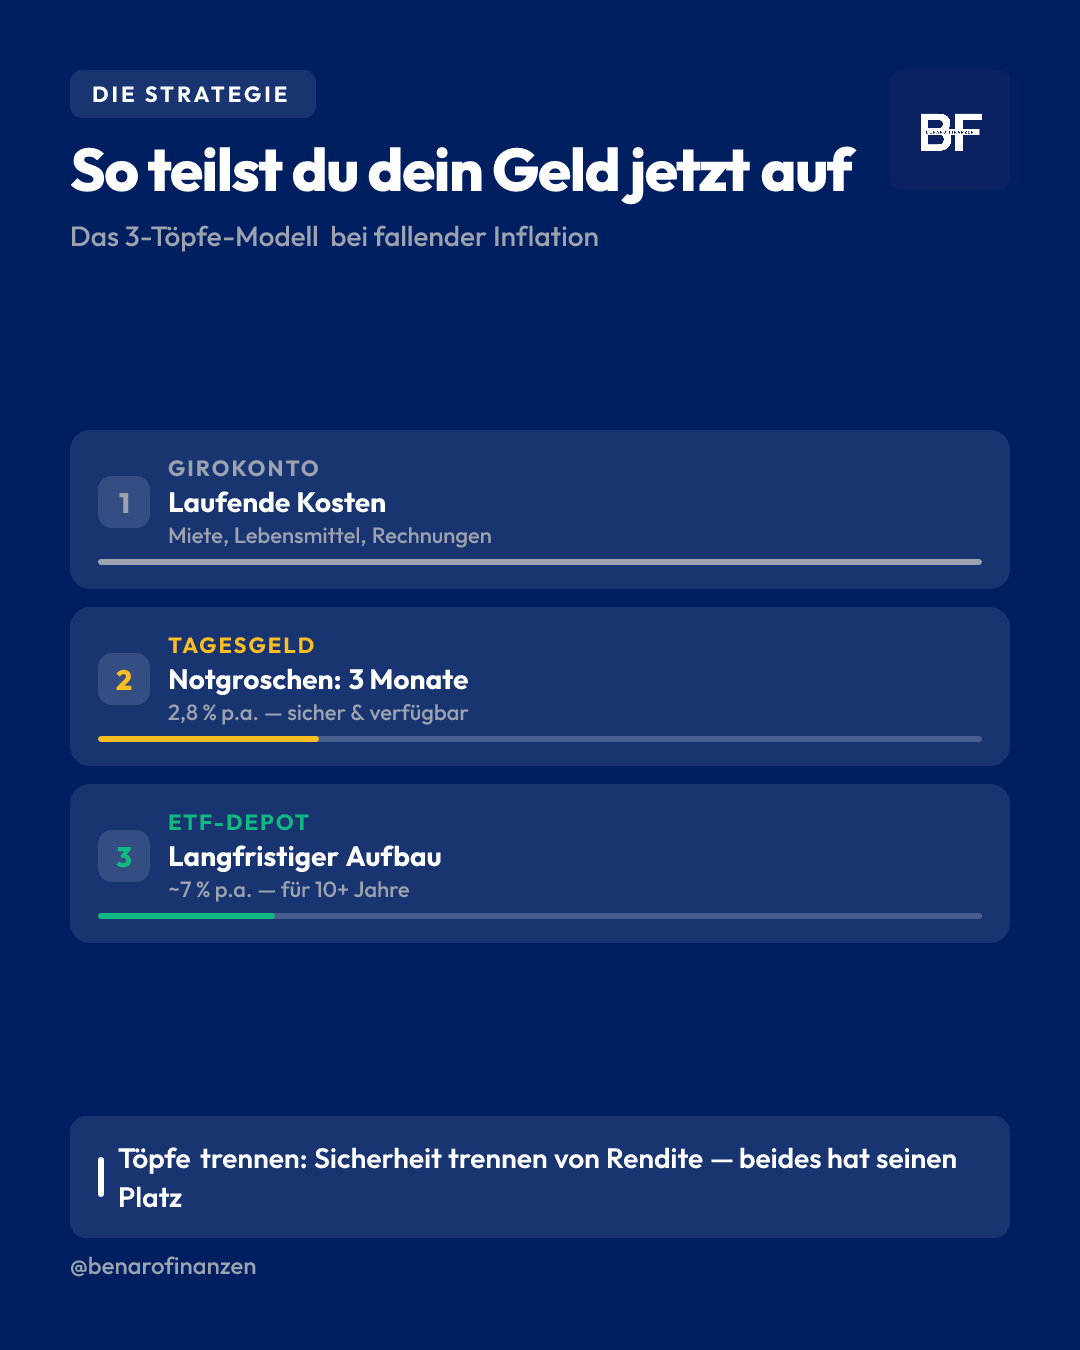 DIE STRATEGIE
BF
So teilst du dein Geld jetzt auf
Das 3-Töpfe-Modell bei fallender Inflation
GIROKONTO
1
Laufende Kosten
Miete, Lebensmittel, Rechnungen
TAGESGELD
2
Notgroschen: 3 Monate
2,8 % p.a. — sicher & verfügbar
ETF-DEPOT
3
Langfristiger Aufbau
~7 % p.a. — für 10+ Jahre
Töpfe trennen: Sicherheit trennen von Rendite — beides hat seinen
Platz
@benarofinanzen